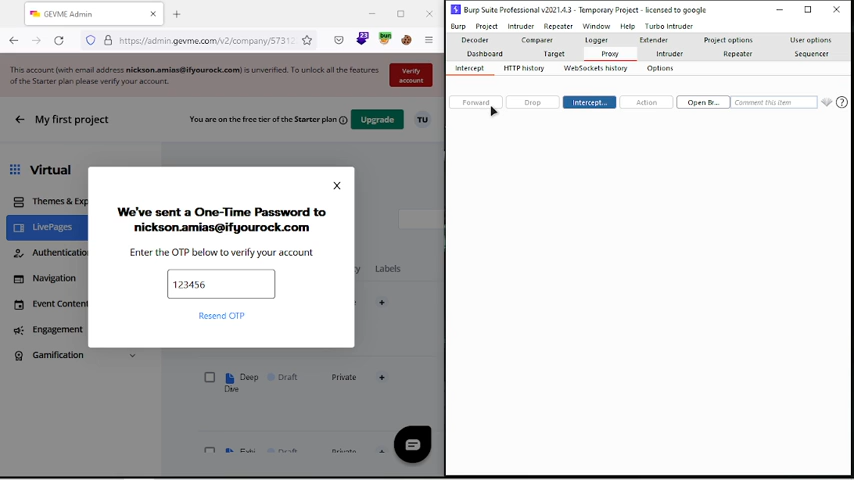 GEVME Admin
https://admin.gevme.com/v2/company/57312
23
This account (with email address nickson.amias@ifyourock.com) is unverified. To unlock all the features
of the Starter plan please verify your account.
Verify
account
My first project
You are on the free tier of the Starter plan
Upgrade
TU
Virtual
Themes & Exp
LivePages
Authentication
Navigation
Event Content
Engagement
Gamification
We've sent a One-Time Password to
nickson.amias@ifyourock.com
Enter the OTP below to verify your account
123456
Resend OTP
Labels
Deep
Dive
Draft
Private
Draft
Private
Burp Suite Professional v2021.4.3 - Temporary Project - licensed to google
Burp Project Intruder Repeater Window Help Turbo Intruder
Decoder Comparer Logger Extender Project options User options
Dashboard Target Proxy Intruder Repeater Sequencer
Intercept HTTP history WebSockets history Options
Forward Drop Intercept... Action Open Br... Comment this item